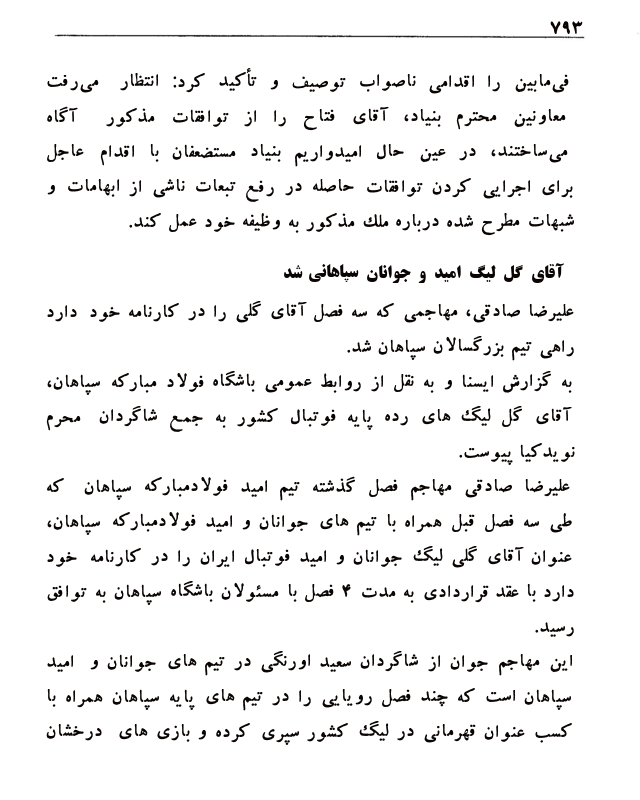 ۷۹۳
فی‌مابین را اقدامی ناصواب توصیف و تأکید کرد: انتظار می‌رفت
معاونین محترم بنیاد، آقای فتاح را از توافقات مذکور آگاه
می‌ساختند، در عین حال امیدواریم بنیاد مستضعفان با اقدام عاجل
برای اجرایی کردن توافقات حاصله در رفع تبعات ناشی از ابهامات و
شبهات مطرح شده درباره ملك مذکور به وظیفه خود عمل کند.
آقای گل لیگ امید و جوانان سپاهانی شد
علیرضا صادقی، مهاجمی که سه فصل آقای گلی را در کارنامه خود دارد
راهی تیم بزرگسالان سپاهان شد.
به گزارش ایسنا و به نقل از روابط عمومی باشگاه فولاد مبارکه سپاهان،
آقای گل لیگ های رده پایه فوتبال کشور به جمع شاگردان محرم
نویدکیا پیوست.
علیرضا صادقی مهاجم فصل گذشته تیم امید فولادمبارکه سپاهان که
طی سه فصل قبل همراه با تیم های جوانان و امید فولادمبارکه سپاهان،
عنوان آقای گلی لیگ جوانان و امید فوتبال ایران را در کارنامه خود
دارد با عقد قراردادی به مدت ۴ فصل با مسئولان باشگاه سپاهان به توافق
رسید.
این مهاجم جوان از شاگردان سعید اورنگی در تیم های جوانان و امید
سپاهان است که چند فصل رویایی را در تیم های پایه سپاهان همراه با
کسب عنوان قهرمانی در لیگ کشور سپری کرده و بازی های درخشان